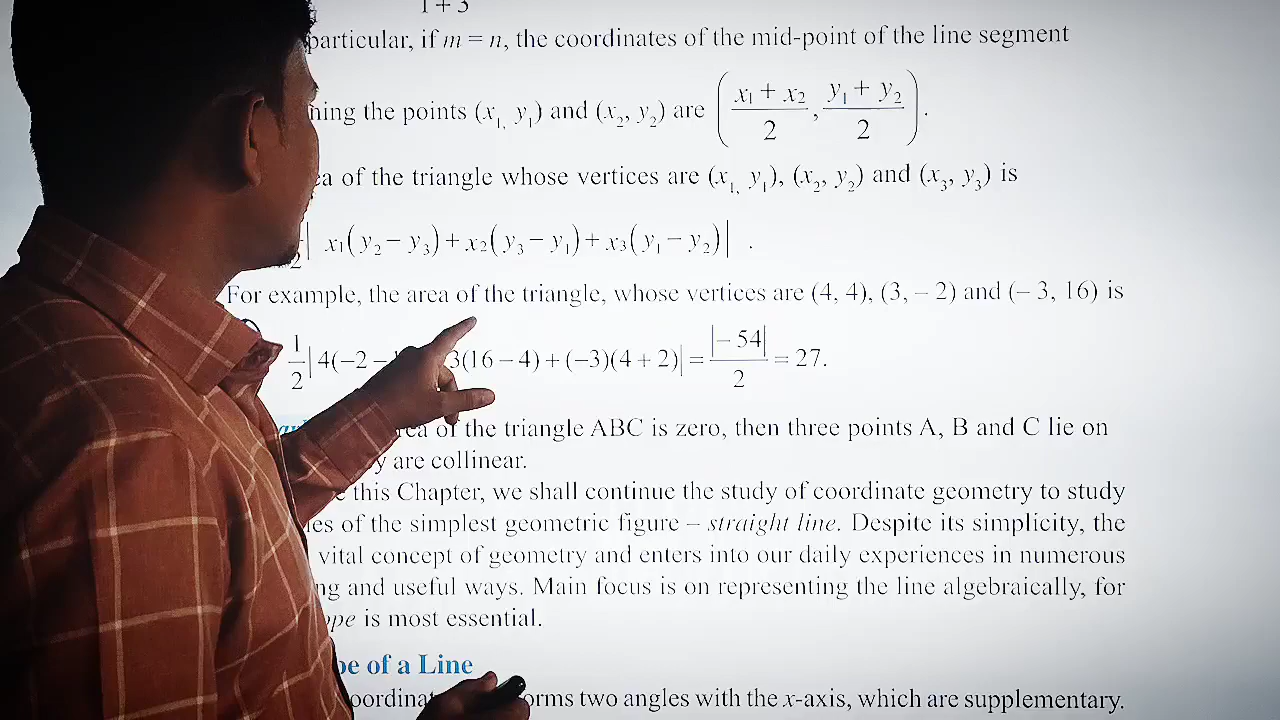 1 + 3
particular, if m = n, the coordinates of the mid-point of the line segment
ning the points (x1, y1) and (x2, y2) are ( (x1 + x2)/2 , (y1 + y2)/2 ).
a of the triangle whose vertices are (x1, y1), (x2, y2) and (x3, y3) is
2 | x1(y2 − y3) + x2(y3 − y1) + x3(y1 − y2) | .
For example, the area of the triangle, whose vertices are (4, 4), (3, – 2) and (– 3, 16) is
1/2 | 4(−2 − 3(16 − 4) + (−3)(4 + 2)| = |− 54|/2 = 27.
ea of the triangle ABC is zero, then three points A, B and C lie on
y are collinear.
this Chapter, we shall continue the study of coordinate geometry to study
es of the simplest geometric figure – straight line. Despite its simplicity, the
vital concept of geometry and enters into our daily experiences in numerous
ng and useful ways. Main focus is on representing the line algebraically, for
pe is most essential.
pe of a Line
oordinat orms two angles with the x-axis, which are supplementary.